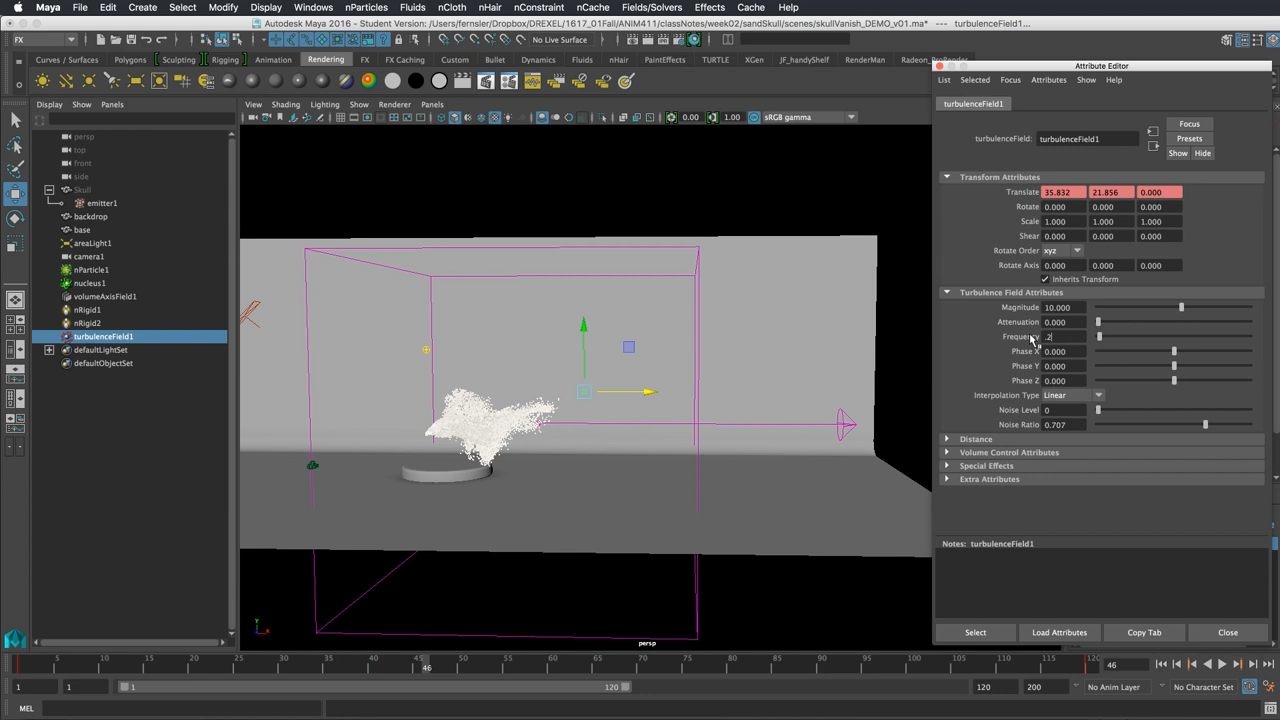 Maya File Edit Create Select Modify Display Windows nParticles Fluids nCloth nHair nConstraint nCache Fields/Solvers Bullet Cache Help
Autodesk Maya 2016 - Student Version: /Users/fernsler/Dropbox/DREXEL/1617_01Fall/ANIM411/classNotes/week02/sandSkull/scenes/skullVanish_DEMO_v01.ma* --- turbulenceField1...
FX
No Live Surface
Attribute Editor
Curves / Surfaces Polygons Sculpting Rigging Animation Rendering FX FX Caching Custom Bullet Dynamics Fluids nHair PaintEffects TURTLE XGen JF_handyShelf
List Selected Focus Attributes Show Help
turbulenceField1
Display Show Panels
View Shading Lighting Show Renderer Panels
0.00 1.00 sRGB gamma
Focus
turbulenceField: turbulenceField1
Presets
Show Hide
persp
top
front
side
Skull
emitter1
backdrop
base
areaLight1
camera1
nParticle1
nucleus1
volumeAxisField1
nRigid1
nRigid2
turbulenceField1
defaultLightSet
defaultObjectSet
Transform Attributes
Translate 35.832 21.856 0.000
Rotate 0.000 0.000 0.000
Scale 1.000 1.000 1.000
Shear 0.000 0.000 0.000
Rotate Order xyz
Rotate Axis 0.000 0.000 0.000
Inherits Transform
Turbulence Field Attributes
Magnitude 10.000
Attenuation 0.000
Frequency .2
Phase X 0.000
Phase Y 0.000
Phase Z 0.000
Interpolation Type Linear
Noise Level 0
Noise Ratio 0.707
Distance
Volume Control Attributes
Special Effects
Extra Attributes
Notes: turbulenceField1
Select Load Attributes Copy Tab Close
persp
5 10 15 20 25 30 35 40 46 50 55 60 65 70 75 80 85 90 95 100 105 110 115 120
46
1 1 1 120 120 200 No Anim Layer No Character Set
MEL